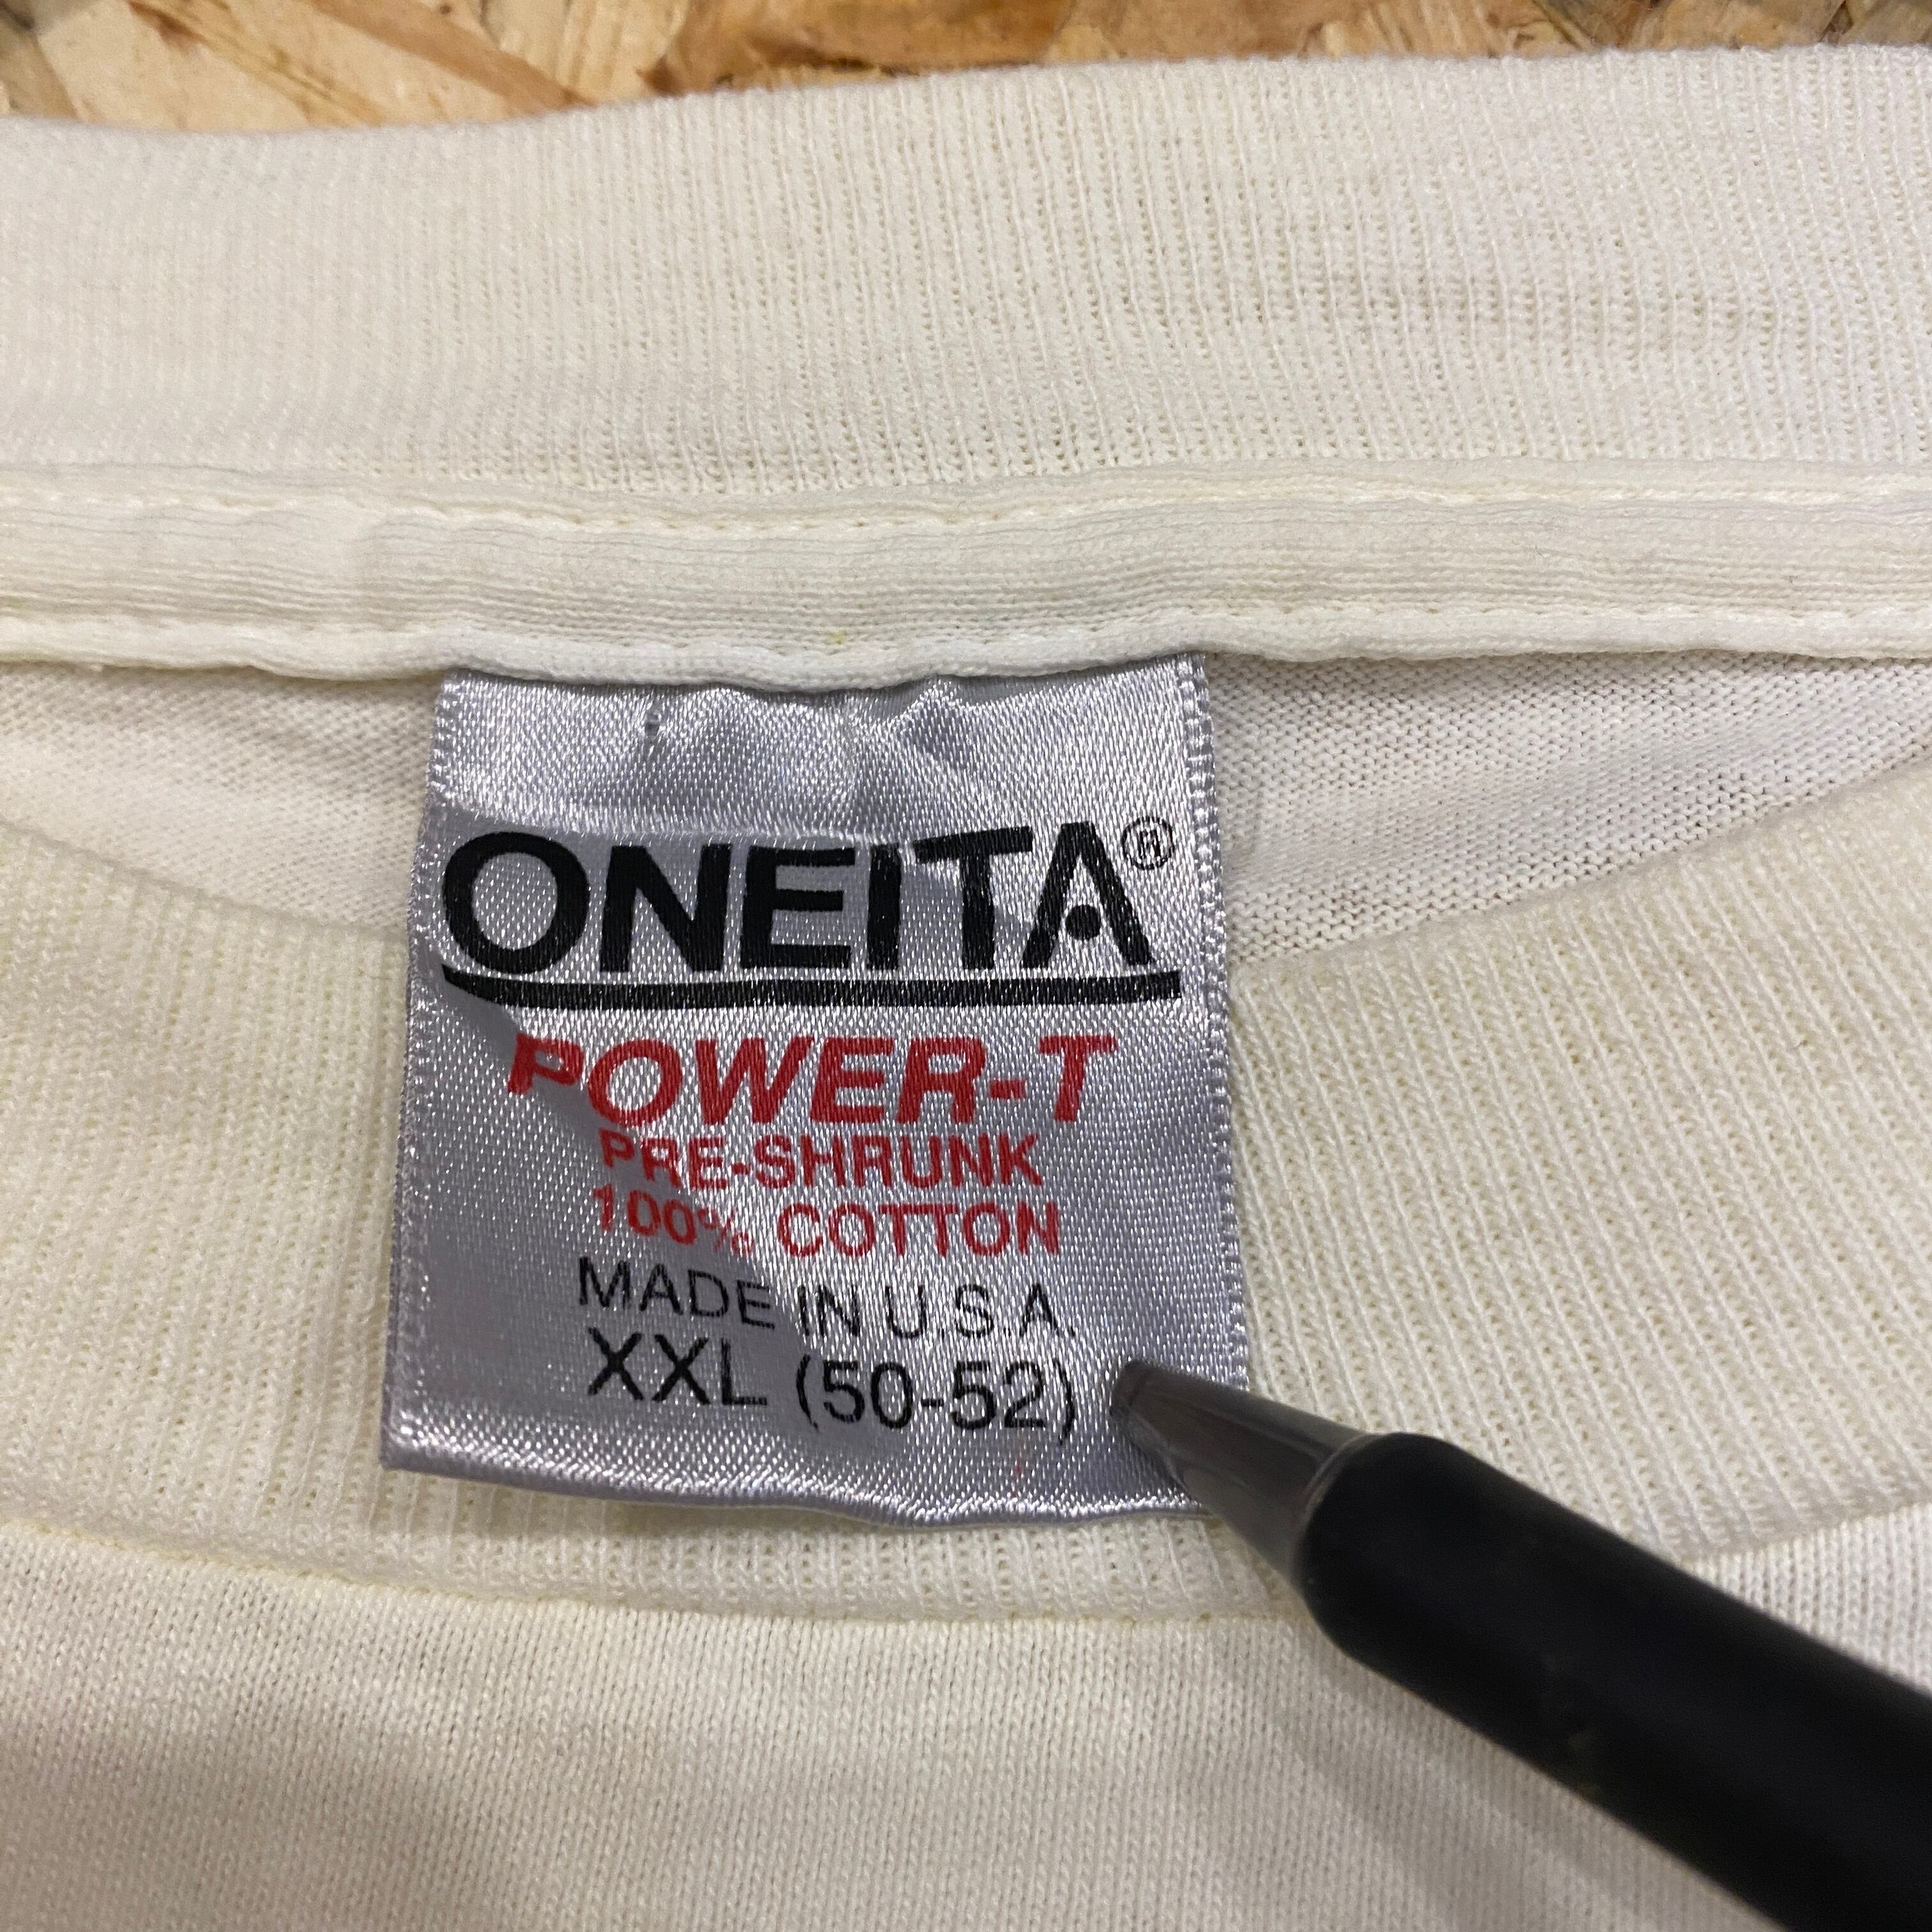 ONEITA®
POWER-T
PRE-SHRUNK
100% COTTON
MADE IN U.S.A.
XXL (50-52)